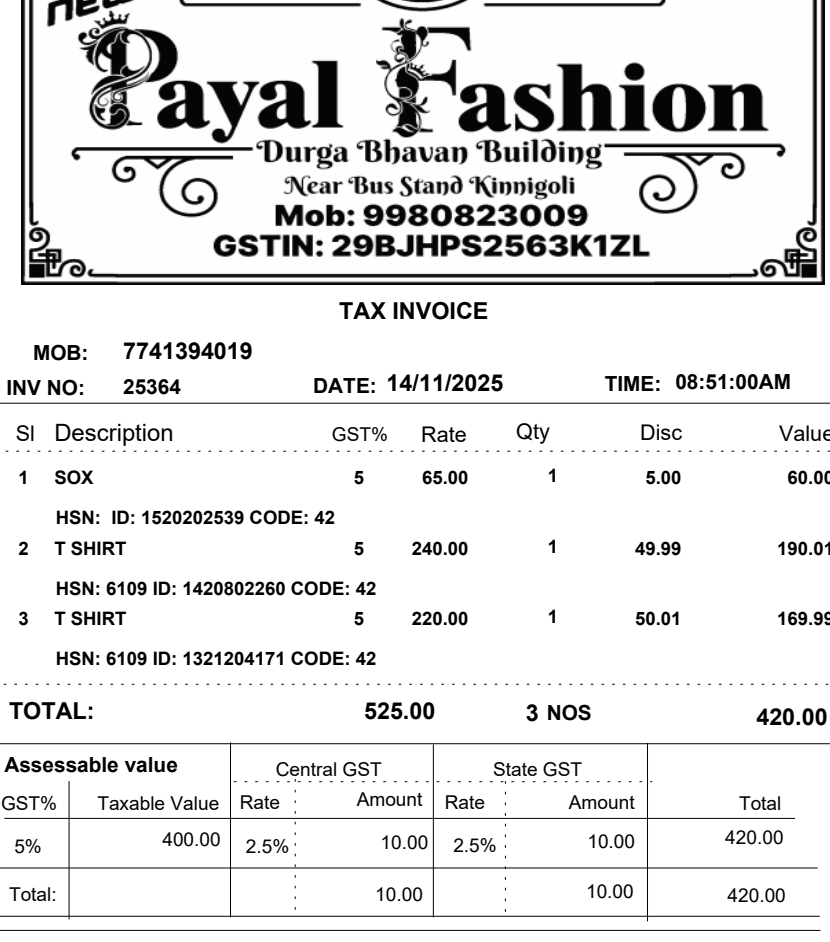 new
Payal Fashion
Durga Bhavan Building
Near Bus Stand Kinnigoli
Mob: 9980823009
GSTIN: 29BJHPS2563K1ZL
TAX INVOICE
MOB: 7741394019
INV NO: 25364 DATE: 14/11/2025 TIME: 08:51:00AM
Sl Description GST% Rate Qty Disc Value
1 SOX 5 65.00 1 5.00 60.00
HSN: ID: 1520202539 CODE: 42
2 T SHIRT 5 240.00 1 49.99 190.01
HSN: 6109 ID: 1420802260 CODE: 42
3 T SHIRT 5 220.00 1 50.01 169.99
HSN: 6109 ID: 1321204171 CODE: 42
TOTAL: 525.00 3 NOS 420.00
Assessable value Central GST State GST
GST% Taxable Value Rate Amount Rate Amount Total
5% 400.00 2.5% 10.00 2.5% 10.00 420.00
Total: 10.00 10.00 420.00